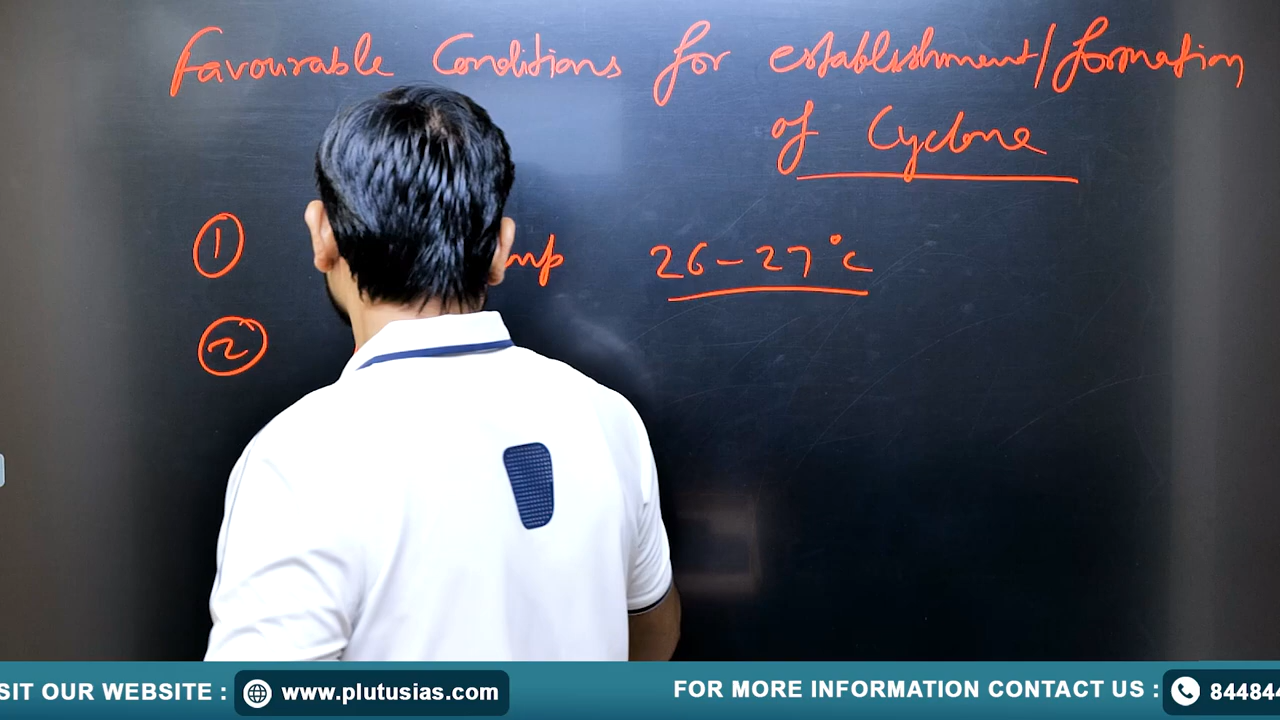 Favourable Conditions for establishment/formation
of Cyclone
1 mp 26-27°C
2
SIT OUR WEBSITE : www.plutusias.com FOR MORE INFORMATION CONTACT US : 84484